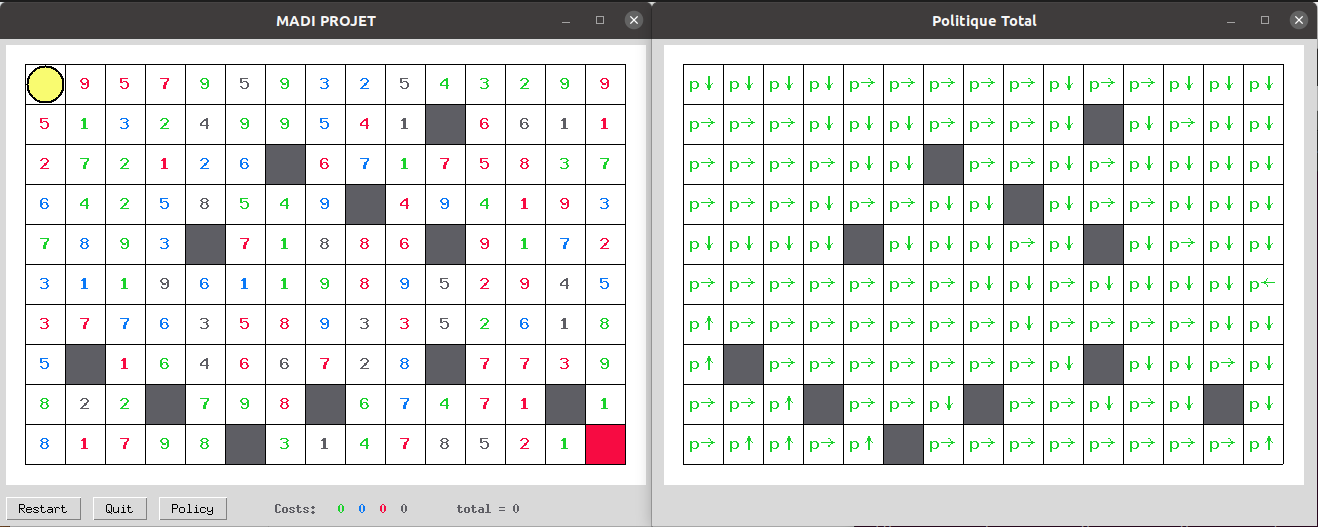 MADI PROJET
9 5 7 9 5 9 3 2 5 4 3 2 9 9
5 1 3 2 4 9 9 5 4 1 6 6 1 1
2 7 2 1 2 6 6 7 1 7 5 8 3 7
6 4 2 5 8 5 4 9 4 9 4 1 9 3
7 8 9 3 7 1 8 8 6 9 1 7 2
3 1 1 9 6 1 1 9 8 9 5 2 9 4 5
3 7 7 6 3 5 8 9 3 3 5 2 6 1 8
5 1 6 4 6 6 7 2 8 7 7 3 9
8 2 2 7 9 8 6 7 4 7 1 1
8 1 7 9 8 3 1 4 7 8 5 2 1
Restart Quit Policy Costs: 0 0 0 0 total = 0
Politique Total
p↓ p↓ p↓ p↓ p→ p→ p→ p→ p↓ p→ p→ p↓ p↓ p↓
p→ p→ p→ p↓ p↓ p↓ p→ p→ p→ p↓ p↓ p→ p↓ p↓
p→ p→ p→ p→ p↓ p↓ p→ p→ p↓ p→ p→ p↓ p↓ p↓
p→ p→ p→ p↓ p→ p→ p↓ p↓ p↓ p→ p→ p↓ p↓ p↓
p↓ p↓ p↓ p↓ p↓ p↓ p↓ p→ p↓ p↓ p→ p↓ p↓
p→ p→ p→ p→ p→ p→ p→ p↓ p↓ p→ p↓ p↓ p↓ p↓ p←
p↑ p→ p→ p→ p→ p→ p→ p→ p↓ p→ p→ p→ p→ p↓ p↓
p↑ p→ p→ p→ p→ p→ p→ p→ p↓ p↓ p↓ p→ p↓
p→ p→ p↑ p→ p→ p↓ p→ p→ p↓ p→ p↓ p↓
p→ p↑ p↑ p→ p↑ p→ p→ p→ p→ p→ p→ p→ p→ p↑